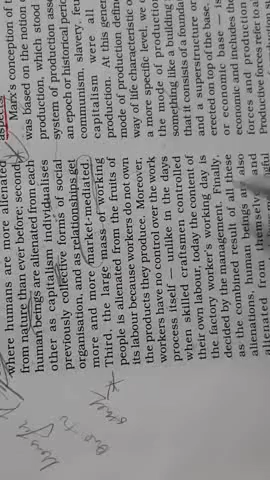 where humans are more alienated
from nature than ever before; second,
human beings are alienated from each
other as capitalism individualises
previously collective forms of social
organisation, and as relationships get
more and more market-mediated.
Third, the large mass of working
people is alienated from the fruits of
its labour because workers do not
the products they produce. Moreover,
workers have no control over the work
process itself — unlike in the days
when skilled craftsmen controlled
their own labour, today the content of
the factory worker's working day is
decided by the management. Finally,
as the combined result of all these
alienations, human beings are also
alienated from themselves and
Marx's conception of
was based on the
production, which stood
system of production
an epoch or historical
communism, slavery,
capitalism were all
production. At this
mode of production
way of life characteristic of
a more specific level, we
the mode of
something like a building
that it consists of a
and a superstructure or
erected on top of the base.
or economic base — is
economic and includes the
forces and production
Productive forces refer to